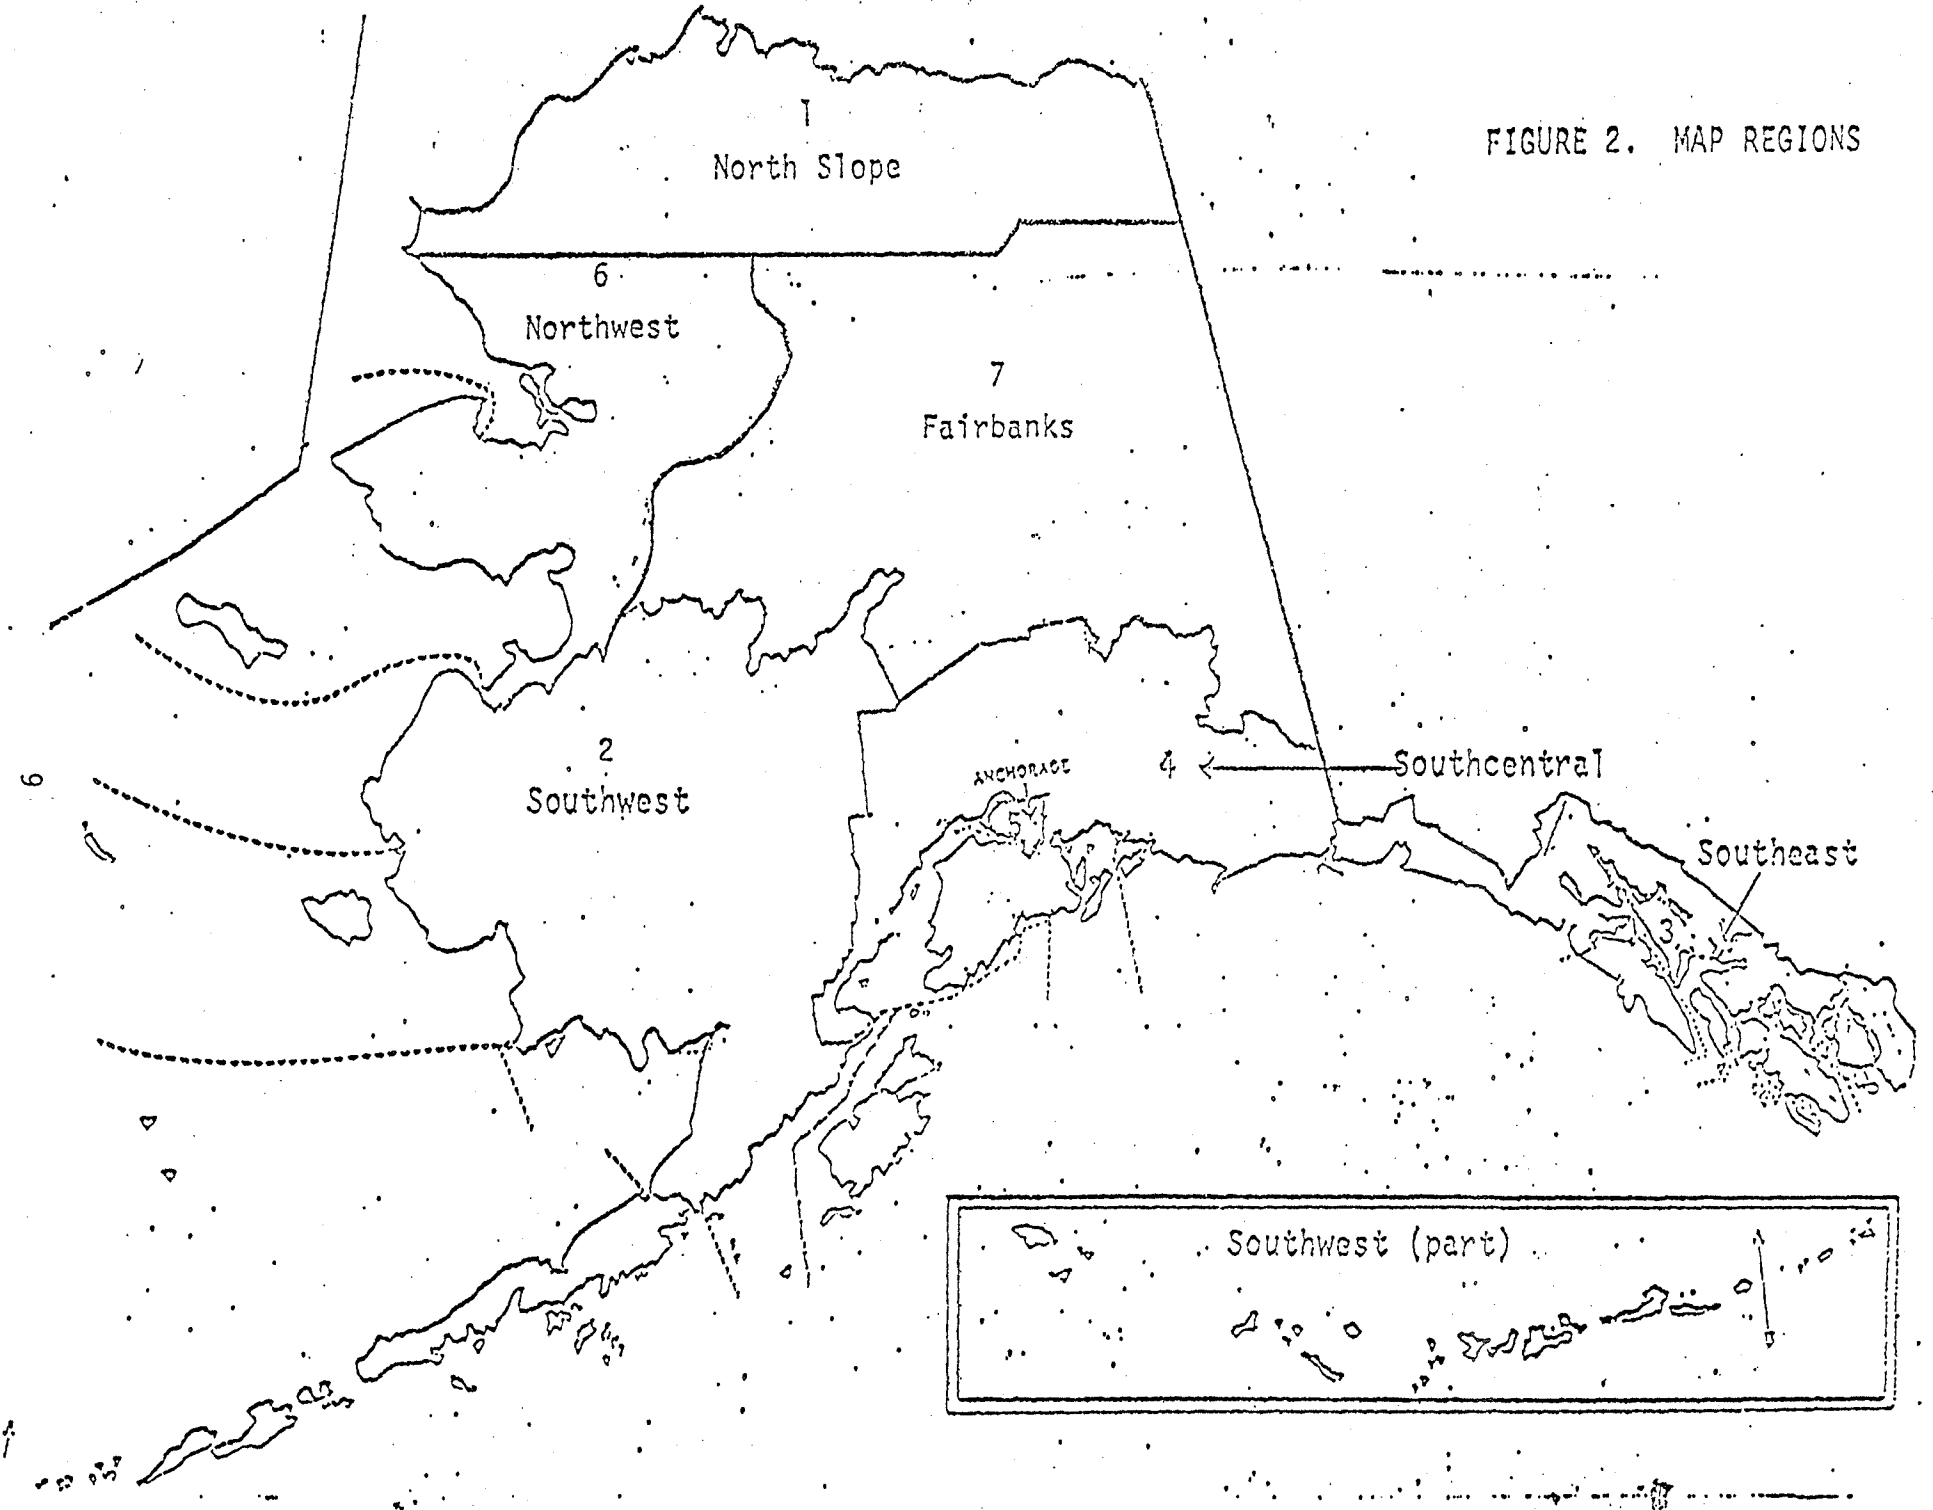 FIGURE 2. MAP REGIONS
1
North Slope
6
Northwest
7
Fairbanks
2
Southwest
ANCHORAGE
5
4
Southcentral
Southeast
3
Southwest (part)
9